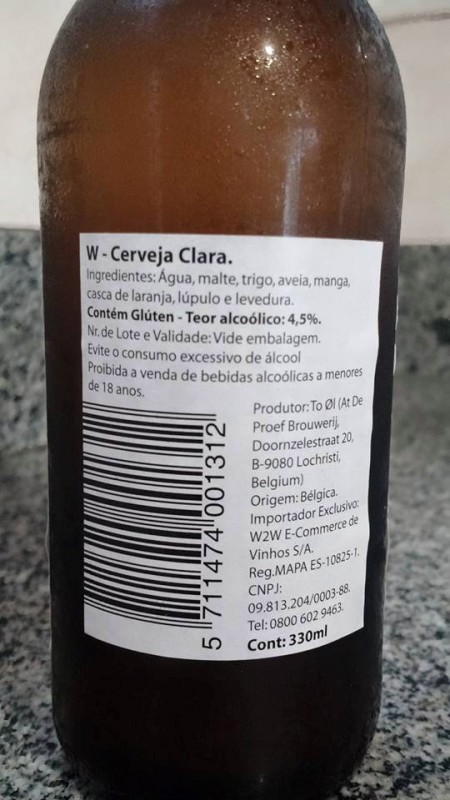 W - Cerveja Clara.
Ingredientes: Água, malte, trigo, aveia, manga,
casca de laranja, lúpulo e levedura.
Contém Glúten - Teor alcoólico: 4,5%.
Nr. de Lote e Validade: Vide embalagem.
Evite o consumo excessivo de álcool
Proibida a venda de bebidas alcoólicas a menores
de 18 anos.
5 711474 001312
Produtor: To Øl (At De
Proef Brouwerij,
Doornzelestraat 20,
B-9080 Lochristi,
Belgium)
Origem: Bélgica.
Importador Exclusivo:
W2W E-Commerce de
Vinhos S/A.
Reg.MAPA ES-10825-1.
CNPJ:
09.813.204/0003-88.
Tel: 0800 602 9463.
Cont: 330ml